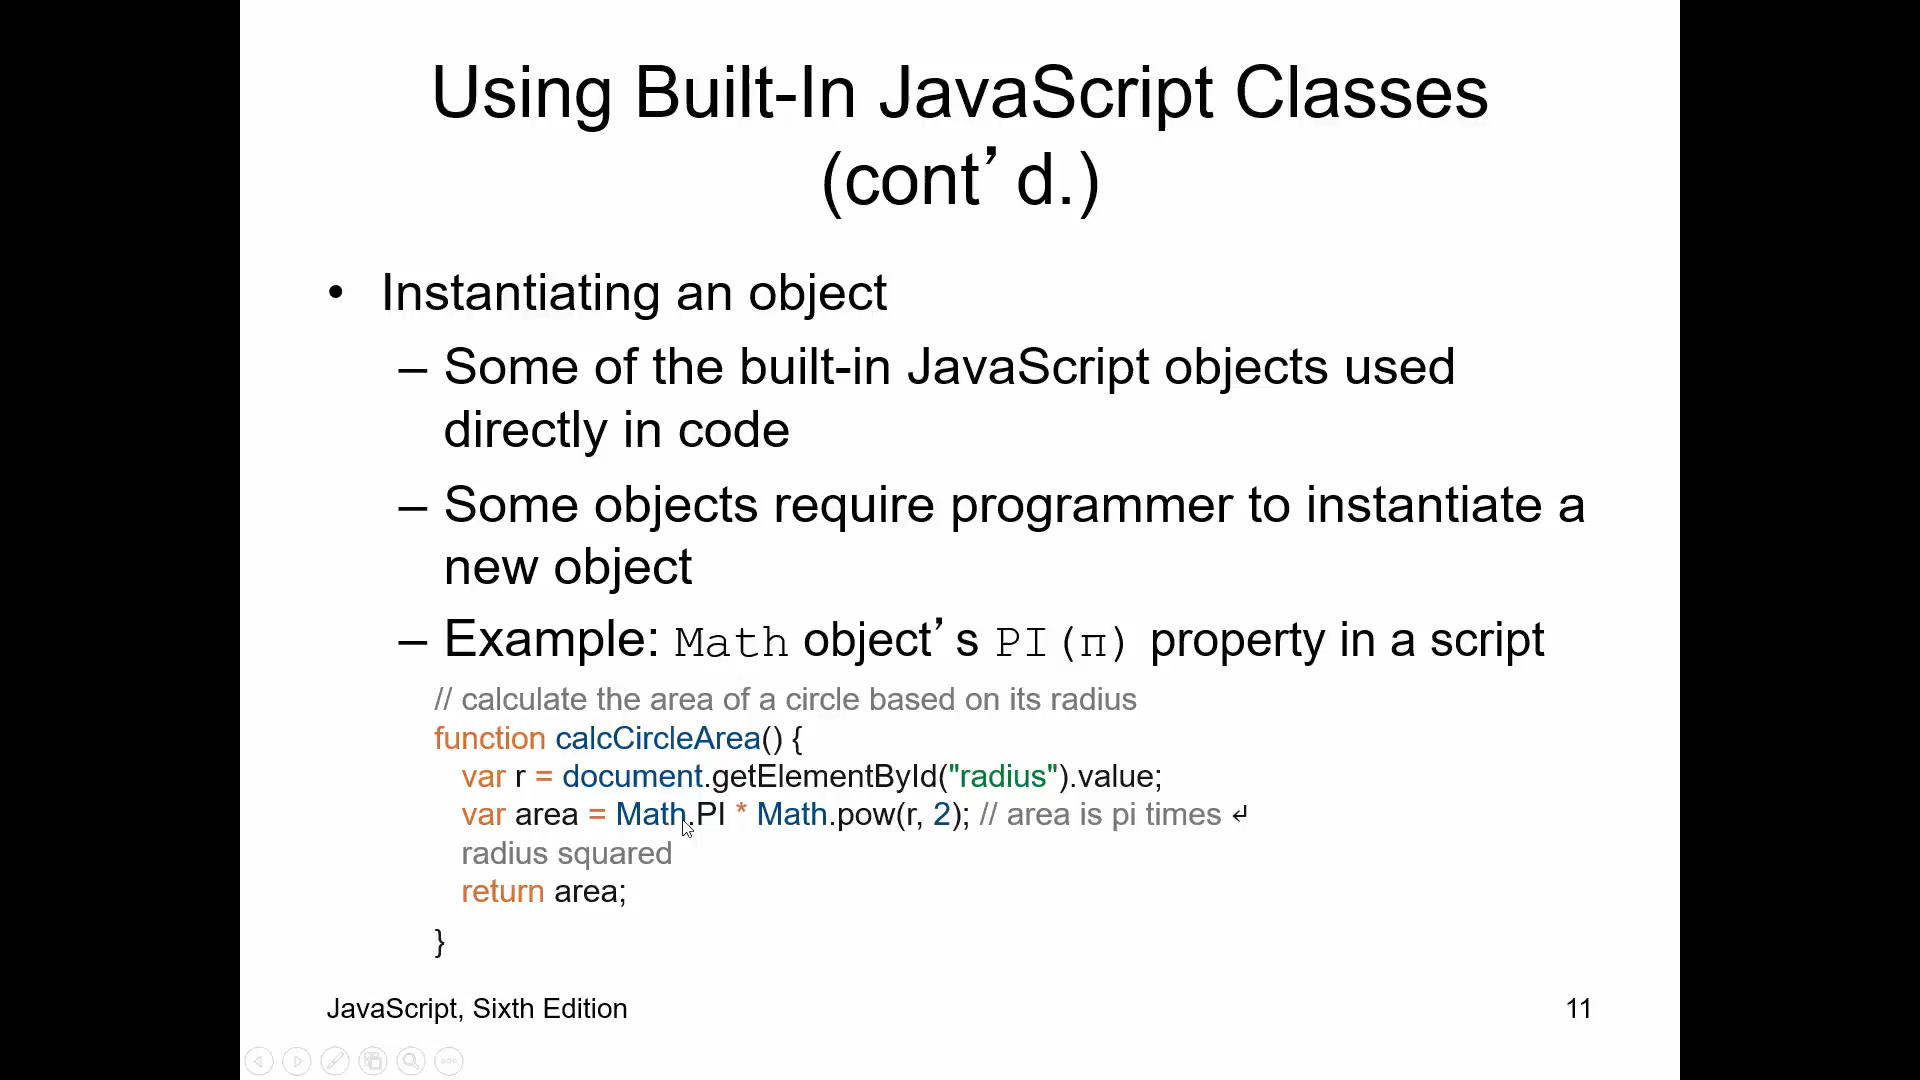 Using Built-In JavaScript Classes
(cont’d.)
• Instantiating an object
– Some of the built-in JavaScript objects used
directly in code
– Some objects require programmer to instantiate a
new object
– Example: Math object’s PI(π) property in a script
// calculate the area of a circle based on its radius
function calcCircleArea() {
var r = document.getElementById("radius").value;
var area = Math.PI * Math.pow(r, 2); // area is pi times ↲
radius squared
return area;
}
JavaScript, Sixth Edition
11